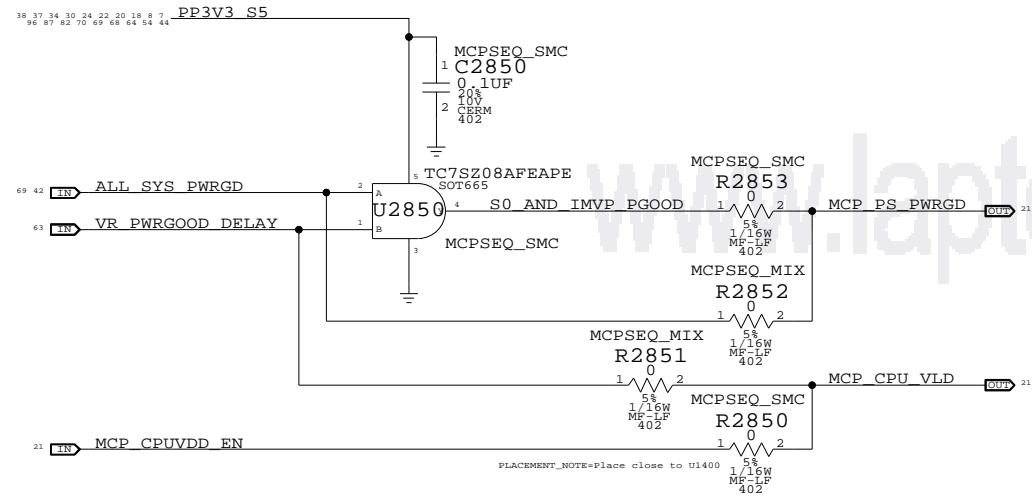 38 37 34 30 24 22 20 18 8 7
96 87 82 70 69 68 64 54 44
PP3V3_S5
MCPSEQ_SMC
1
C2850
0.1UF
20%
10V
2
CERM
402
www.lapt
TC7SZ08AFEAPE
5
SOT665
MCPSEQ_SMC
R2853
0
69 42 IN ALL_SYS_PWRGD
2 A
U2850
4
S0_AND_IMVP_PGOOD
1 2
MCP_PS_PWRGD
OUT 21
63 IN VR_PWRGOOD_DELAY
1 B
5%
1/16W
MF-LF
402
3
MCPSEQ_SMC
MCPSEQ_MIX
R2852
0
1 2
5%
1/16W
MF-LF
402
MCPSEQ_MIX
R2851
0
1 2
5%
1/16W
MF-LF
402
MCP_CPU_VLD
OUT 21
MCPSEQ_SMC
R2850
0
21 IN MCP_CPUVDD_EN
1 2
PLACEMENT_NOTE=Place close to U1400
5%
1/16W
MF-LF
402